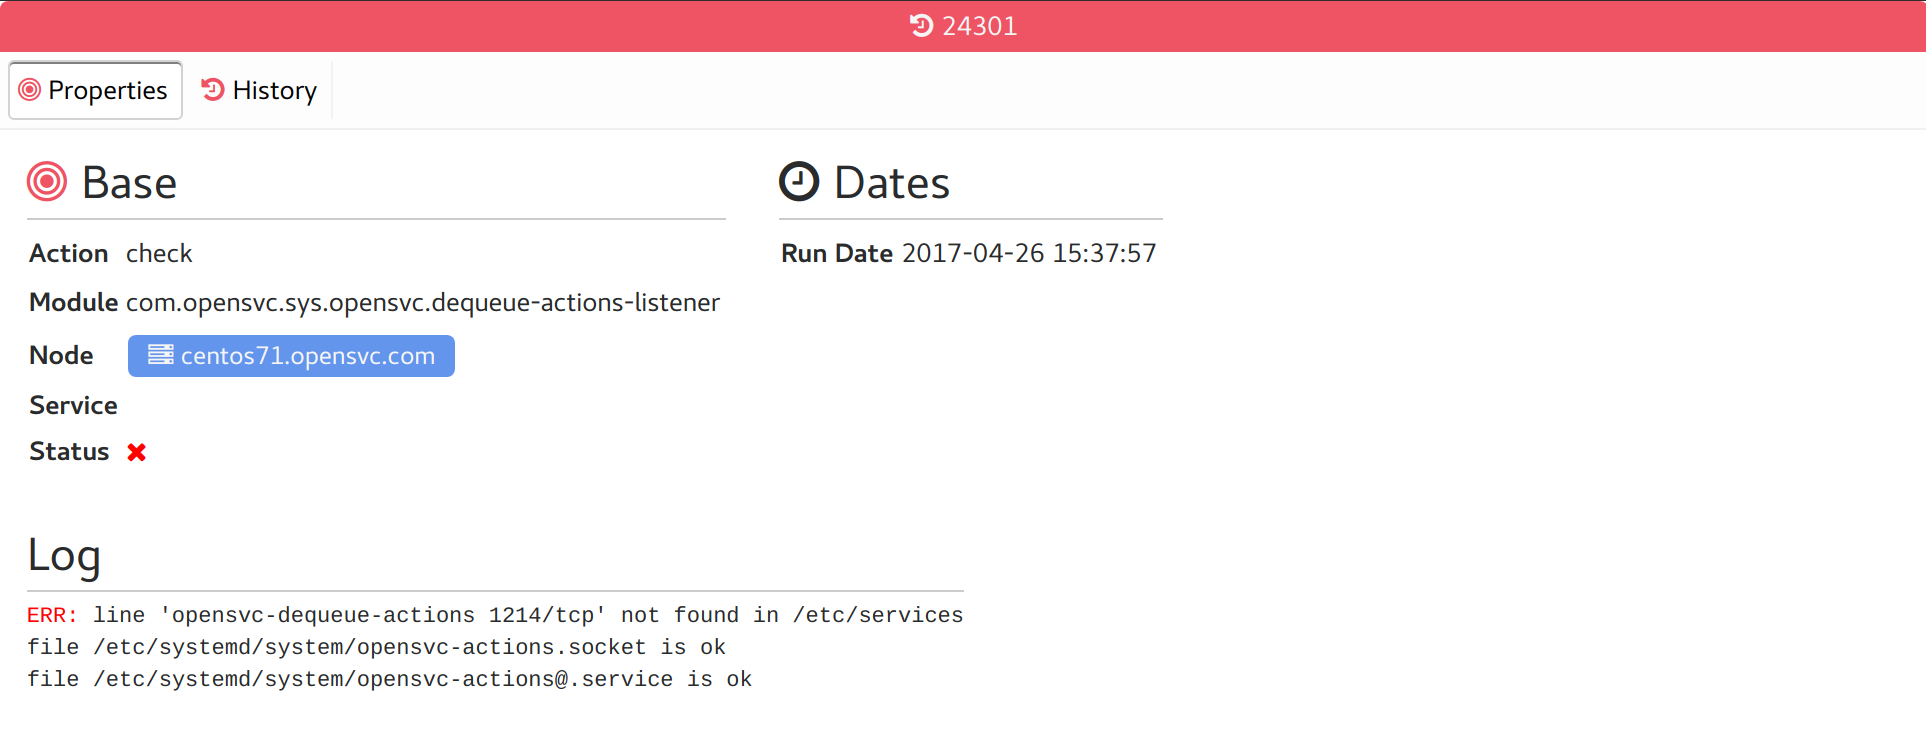 24301
Properties History
Base
Action check
Module com.opensvc.sys.opensvc.dequeue-actions-listener
Node centos71.opensvc.com
Service
Status
Dates
Run Date 2017-04-26 15:37:57
Log
ERR: line 'opensvc-dequeue-actions 1214/tcp' not found in /etc/services
file /etc/systemd/system/opensvc-actions.socket is ok
file /etc/systemd/system/opensvc-actions@.service is ok